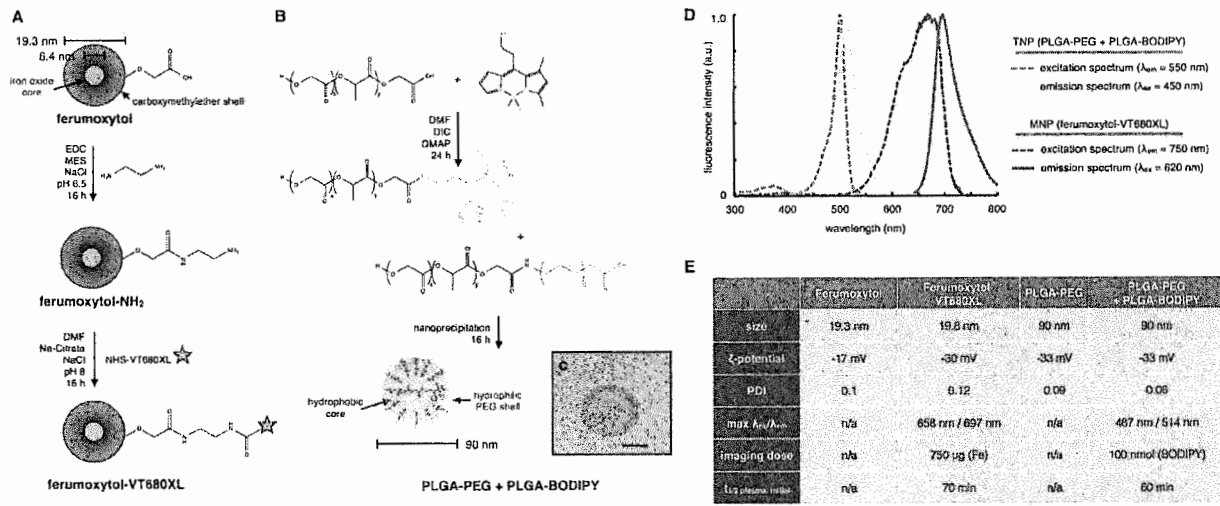 A
19.3 nm
6.4 nm
iron oxide
core
carboxymethylether shell
ferumoxytol
EDC
MES
NaCl
pH 6.5
16 h
ferumoxytol-NH₂
DMF
Na-Citrate
NaCl
pH 8
16 h
NHS-VT680XL
ferumoxytol-VT680XL
B
+
DMF
DIC
DMAP
24 h
+
nanoprecipitation
16 h
hydrophobic
core
hydrophilic
PEG shell
90 nm
PLGA-PEG + PLGA-BODIPY
C
D
fluorescence intensity (a.u.)
1.0
0
300 400 500 600 700 800
wavelength (nm)
TNP (PLGA-PEG + PLGA-BODIPY)
excitation spectrum (λem = 550 nm)
emission spectrum (λex = 450 nm)
MNP (ferumoxytol-VT680XL)
excitation spectrum (λem = 750 nm)
emission spectrum (λex = 620 nm)
E
Ferumoxytol Ferumoxytol VT680XL PLGA-PEG PLGA-PEG + PLGA-BODIPY
size 19.3 nm 19.8 nm 90 nm 90 nm
ζ-potential -17 mV -30 mV -33 mV -33 mV
PDI 0.1 0.12 0.09 0.06
max λex/λem n/a 658 nm / 697 nm n/a 487 nm / 514 nm
imaging dose n/a 750 µg (Fe) n/a 100 nmol (BODIPY)
t1/2 plasma, initial n/a 70 min n/a 60 min